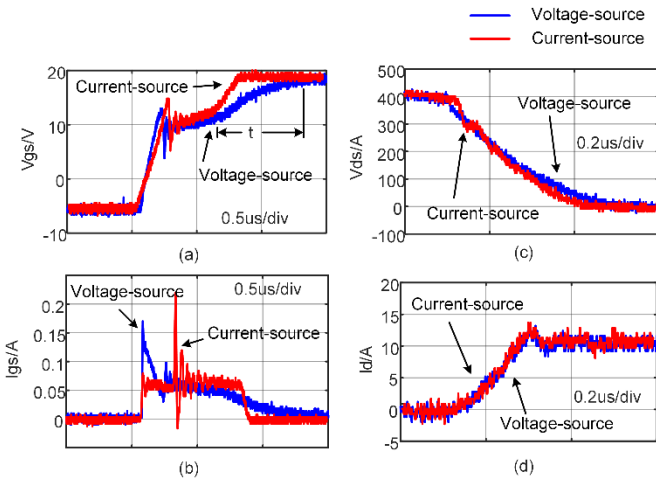 Voltage-source
Current-source
20
10
0
-10
Vgs/V
Current-source
t
Voltage-source
0.5us/div
(a)
500
400
300
200
100
0
-100
Vds/A
Voltage-source
0.2us/div
Current-source
(c)
0.2
0.15
0.1
0.05
0
Igs/A
Voltage-source
0.5us/div
Current-source
(b)
20
15
10
5
0
-5
Id/A
Current-source
Voltage-source
0.2us/div
(d)